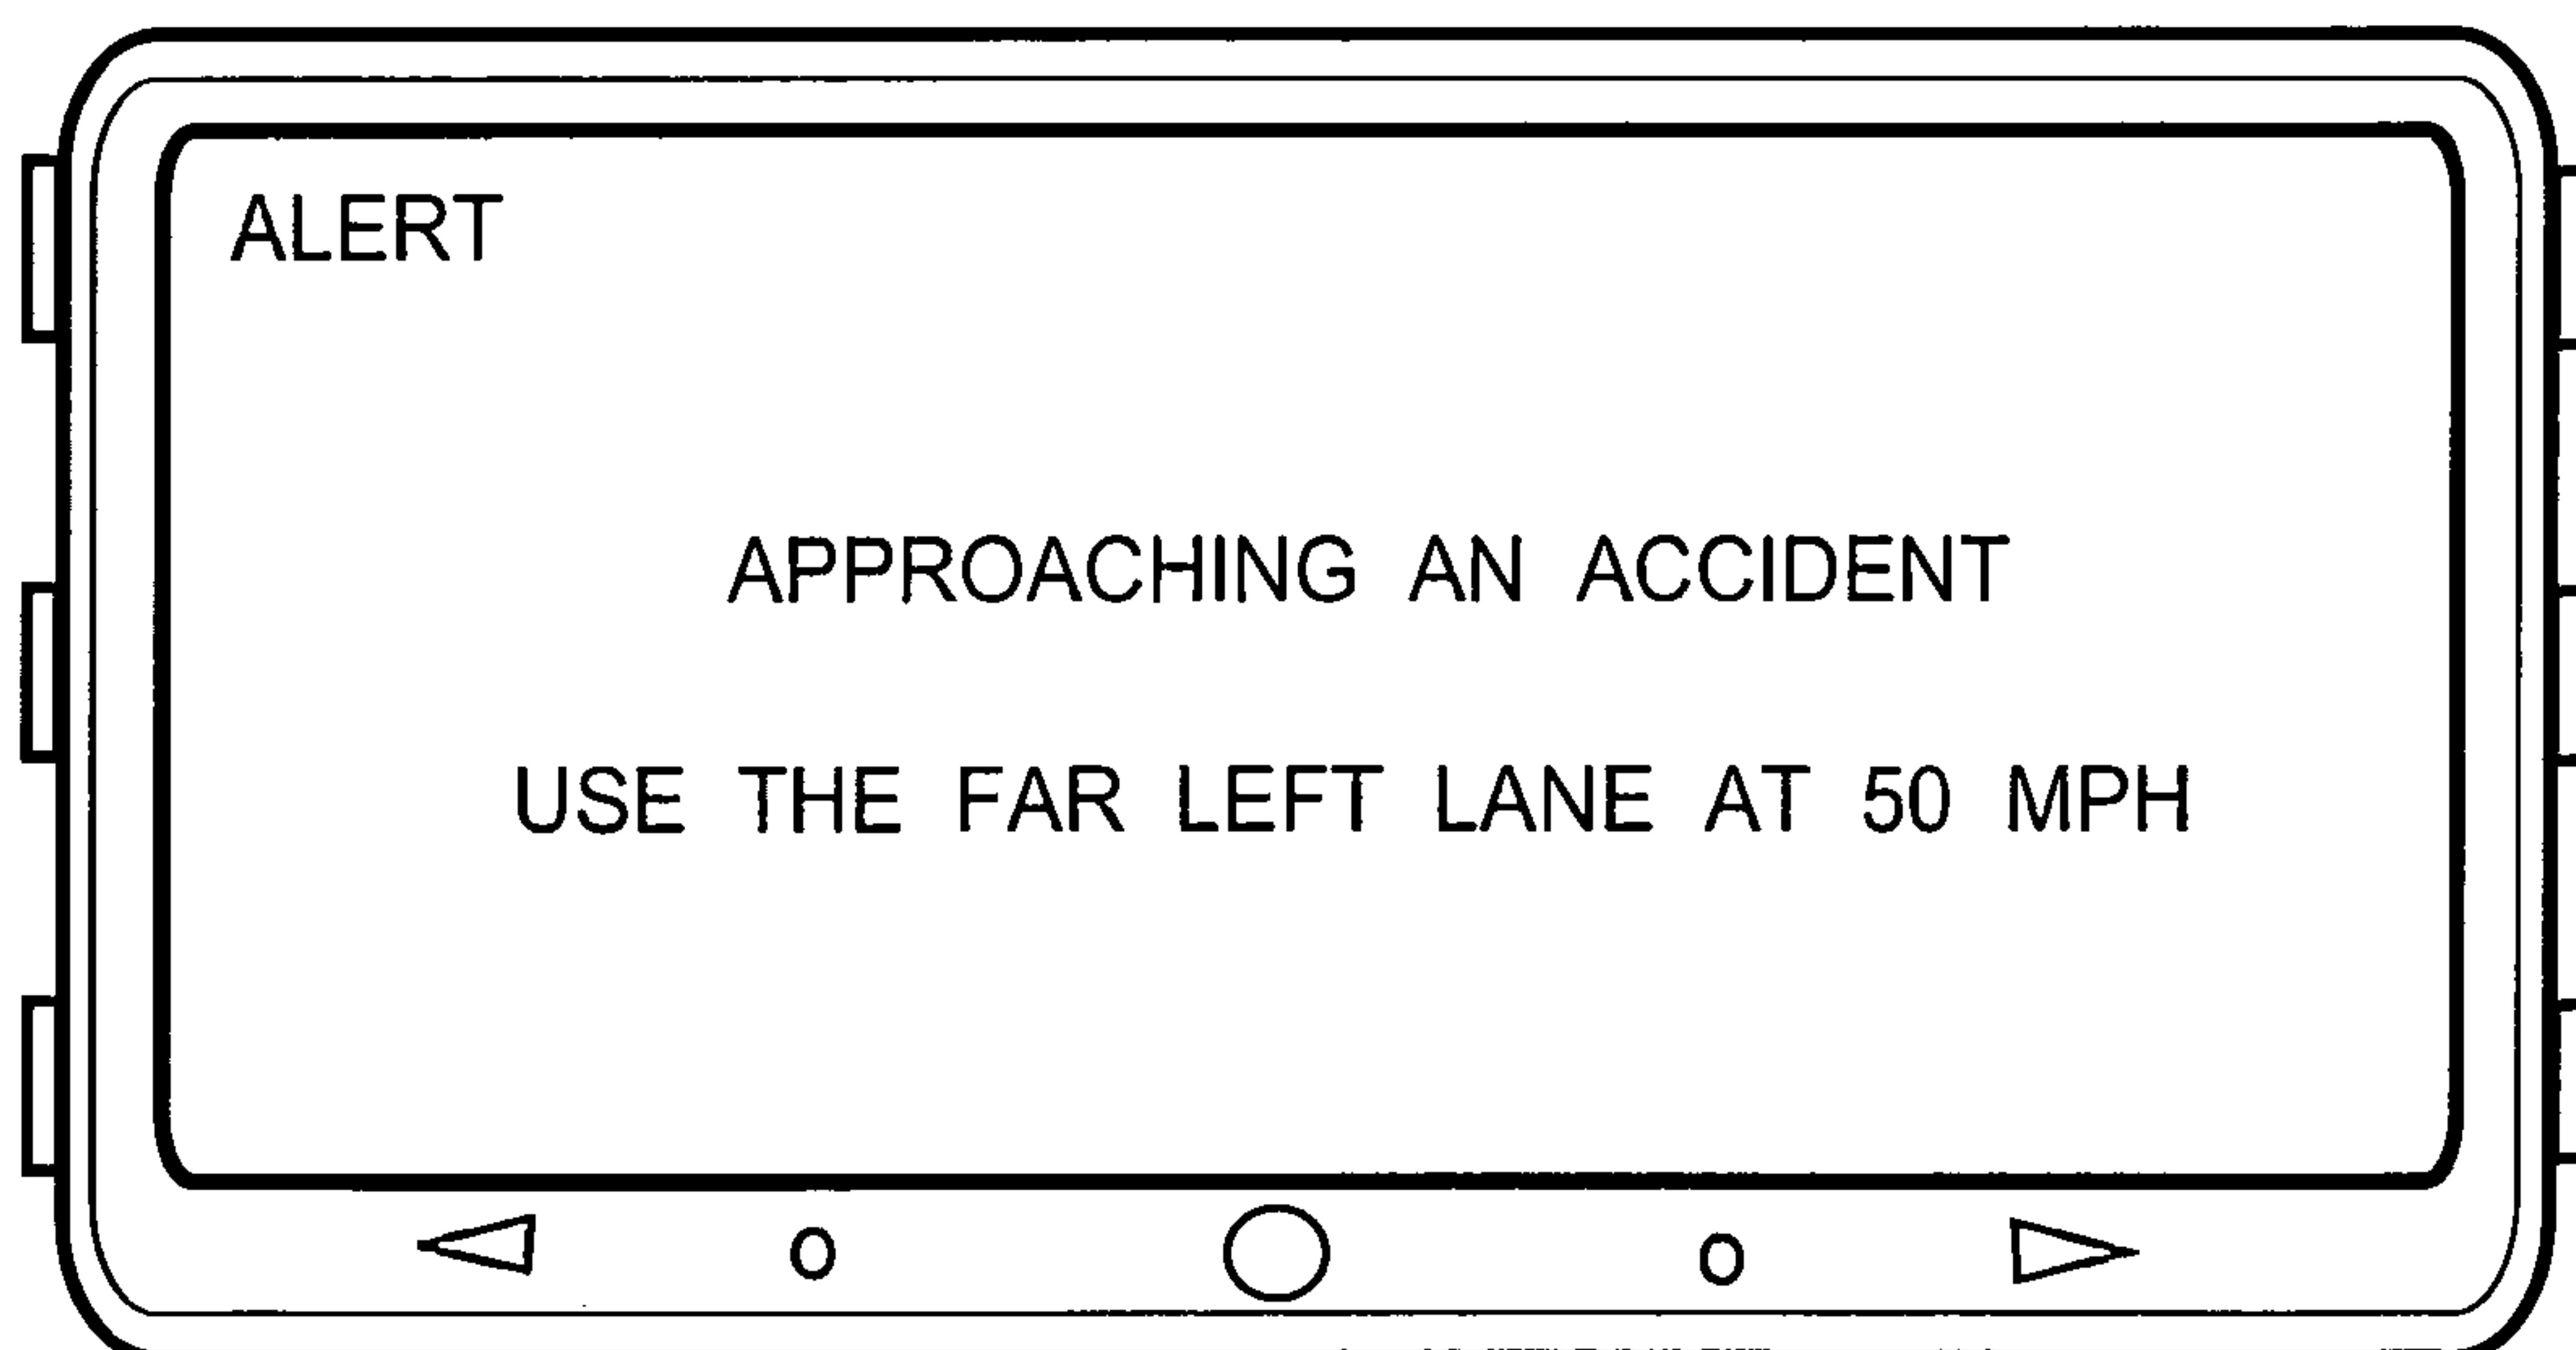 ALERT
APPROACHING AN ACCIDENT
USE THE FAR LEFT LANE AT 50 MPH